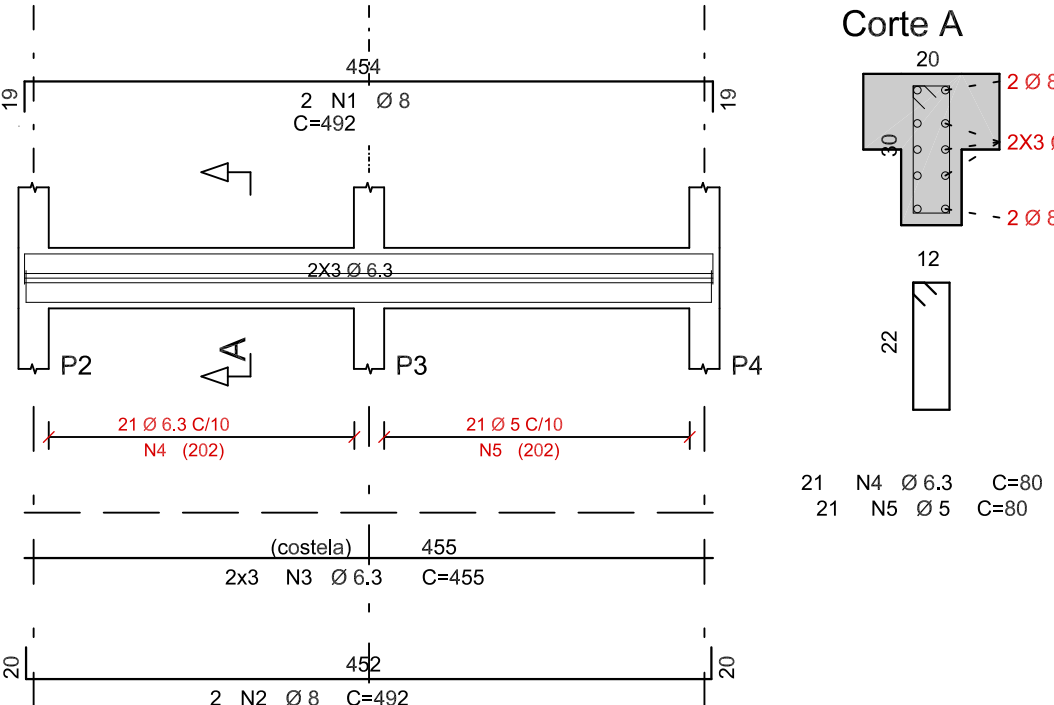 Corte A
454
19
19
2 N1 Ø 8
C=492
20
2 Ø 8
2X3 Ø
30
2 Ø 8
2X3 Ø 6.3
12
22
A
P2
P3
P4
21 Ø 6.3 C/10
N4 (202)
21 Ø 5 C/10
N5 (202)
21 N4 Ø 6.3 C=80
21 N5 Ø 5 C=80
(costela) 455
2x3 N3 Ø 6.3 C=455
452
20
20
2 N2 Ø 8 C=492